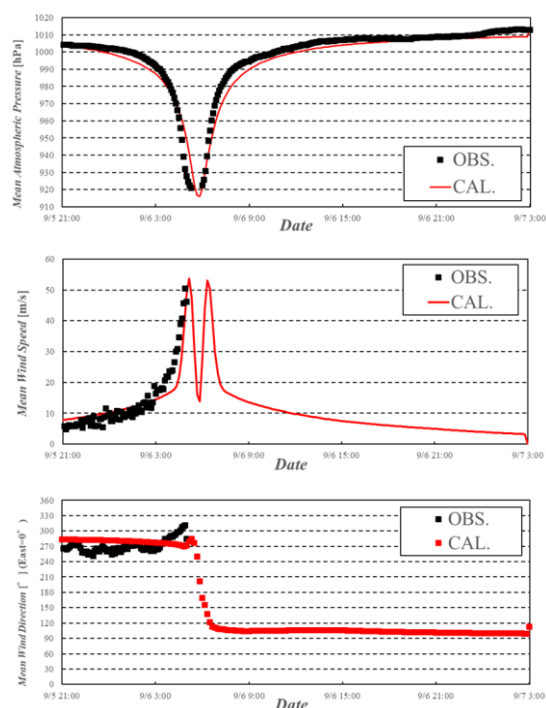 1020
1010
1000
990
980
970
960
950
940
930
920
910
Mean Atmospheric Pressure [hPa]
OBS.
CAL.
9/5 21:00 9/6 3:00 9/6 9:00 9/6 15:00 9/6 21:00 9/7 3:00
Date
60
50
40
30
20
10
0
Mean Wind Speed [m/s]
OBS.
CAL.
9/5 21:00 9/6 3:00 9/6 9:00 9/6 15:00 9/6 21:00 9/7 3:00
Date
360
330
300
270
240
210
180
150
120
90
60
30
0
Mean Wind Direction [°] (East=0°)
OBS.
CAL.
9/5 21:00 9/6 3:00 9/6 9:00 9/6 15:00 9/6 21:00 9/7 3:00
Date